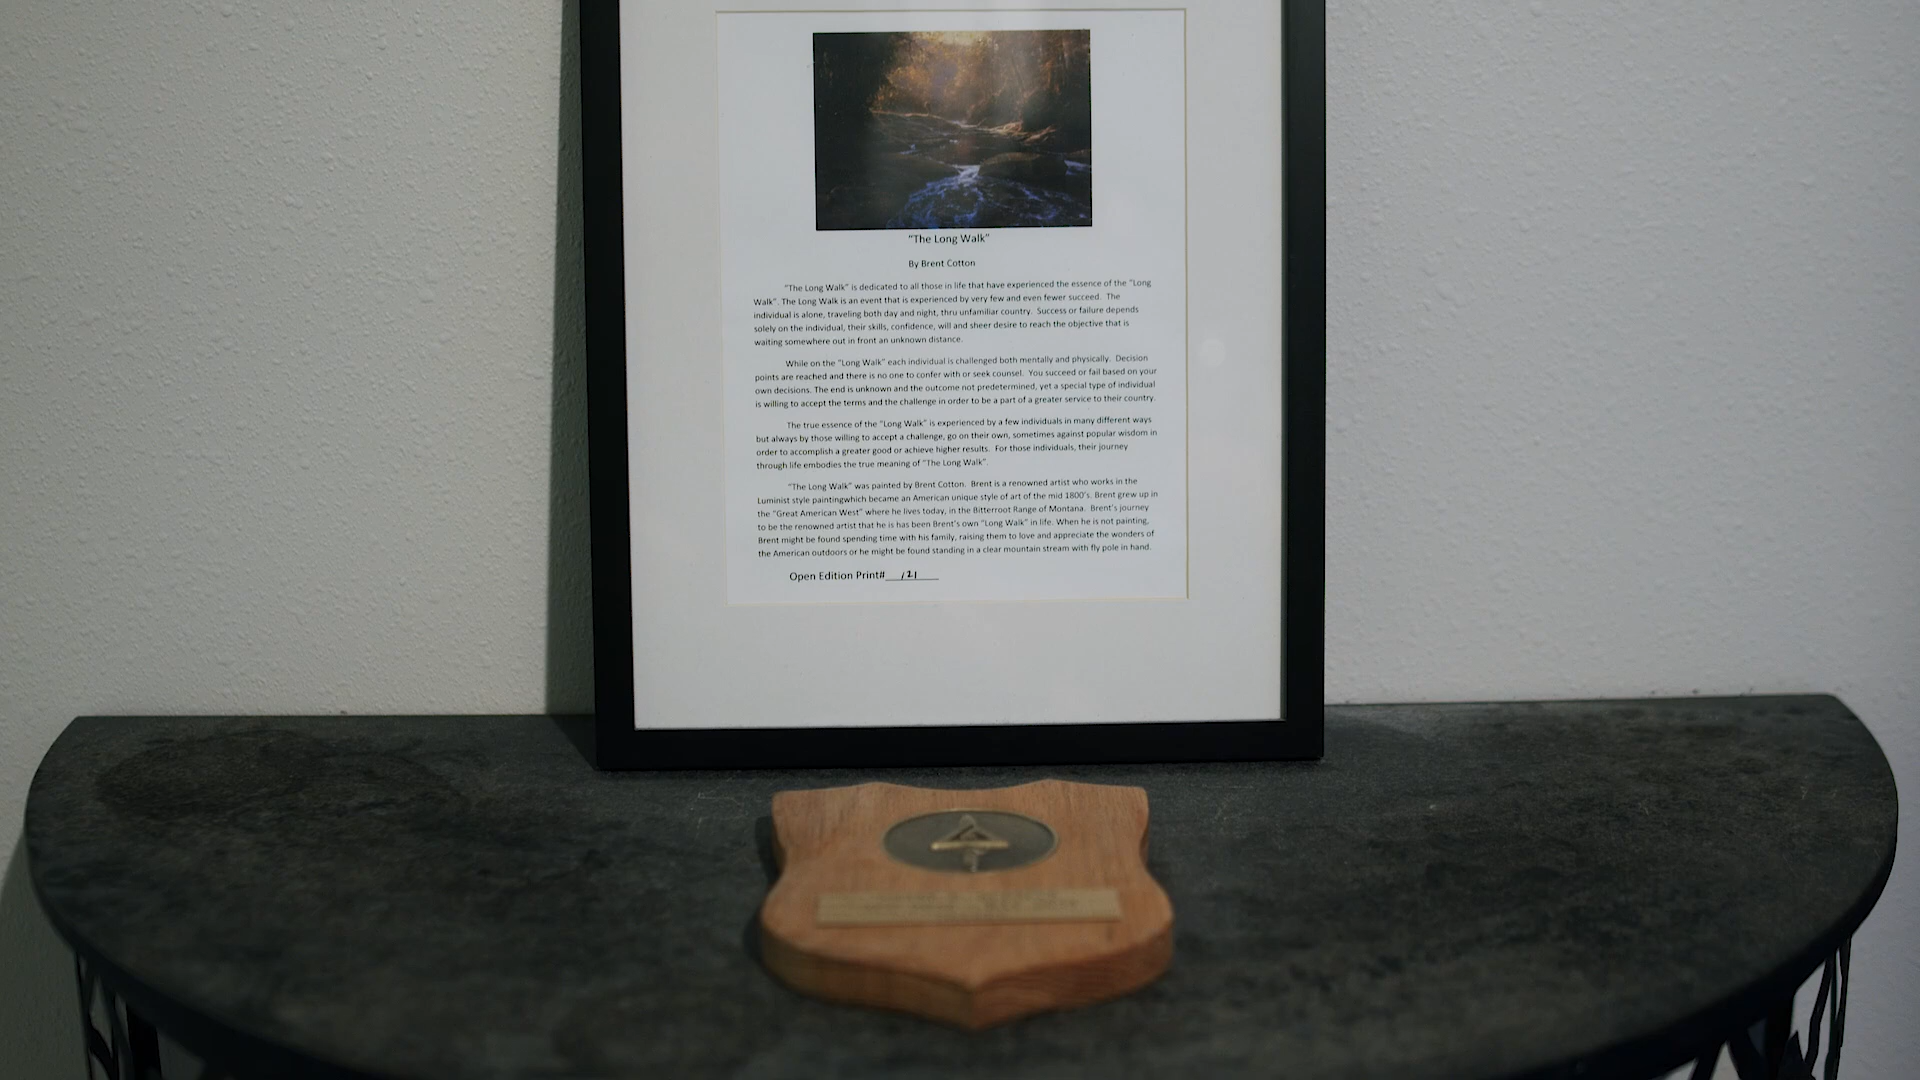 "The Long Walk"
By Brent Cotton
"The Long Walk" is dedicated to all those in life that have experienced the essence of the "Long
Walk". The Long Walk is an event that is experienced by very few and even fewer succeed. The
individual is alone, traveling both day and night, thru unfamiliar country. Success or failure depends
solely on the individual, their skills, confidence, will and sheer desire to reach the objective that is
waiting somewhere out in front an unknown distance.
While on the "Long Walk" each individual is challenged both mentally and physically. Decision
points are reached and there is no one to confer with or seek counsel. You succeed or fail based on your
own decisions. The end is unknown and the outcome not predetermined, yet a special type of individual
is willing to accept the terms and the challenge in order to be a part of a greater service to their country.
The true essence of the "Long Walk" is experienced by a few individuals in many different ways
but always by those willing to accept a challenge, go on their own, sometimes against popular wisdom in
order to accomplish a greater good or achieve higher results. For those individuals, their journey
through life embodies the true meaning of "The Long Walk".
"The Long Walk" was painted by Brent Cotton. Brent is a renowned artist who works in the
Luminist style paintingwhich became an American unique style of art of the mid 1800's. Brent grew up in
the "Great American West" where he lives today, in the Bitterroot Range of Montana. Brent's journey
to be the renowned artist that he is has been Brent's own "Long Walk" in life. When he is not painting,
Brent might be found spending time with his family, raising them to love and appreciate the wonders of
the American outdoors or he might be found standing in a clear mountain stream with fly pole in hand.
Open Edition Print# 121